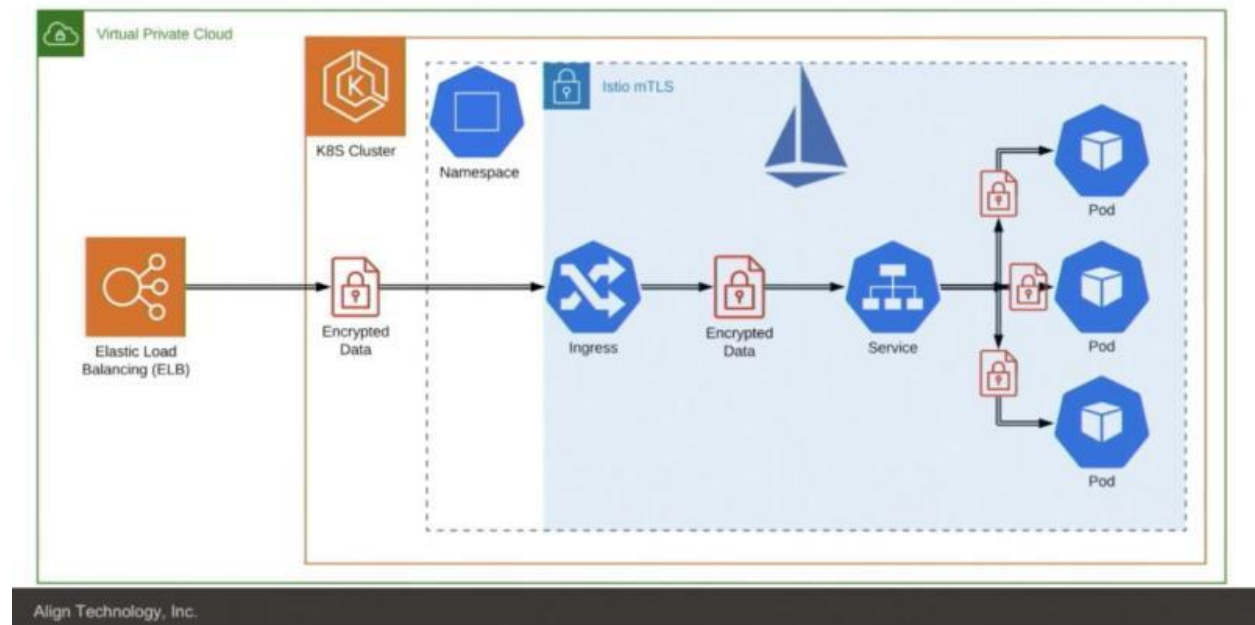 Virtual Private Cloud
K8S Cluster
Namespace
Istio mTLS
Elastic Load
Balancing (ELB)
Encrypted
Data
Ingress
Encrypted
Data
Service
Pod
Pod
Pod
Align Technology, Inc.